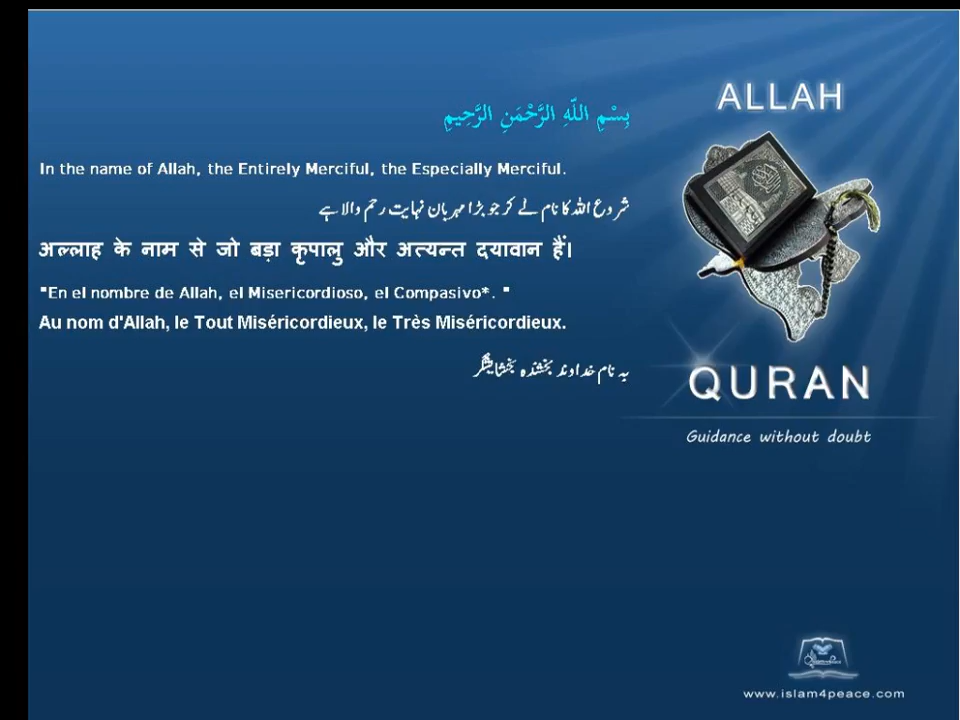 بِسْمِ اللَّهِ الرَّحْمَنِ الرَّحِيمِ
In the name of Allah, the Entirely Merciful, the Especially Merciful.
شروع الله کا نام لے کر جو بڑا مہربان نہایت رحم والا ہے
अल्लाह के नाम से जो बड़ा कृपालु और अत्यन्त दयावान हैं।
"En el nombre de Allah, el Misericordioso, el Compasivo*. "
Au nom d'Allah, le Tout Miséricordieux, le Très Miséricordieux.
به نام خداوند بخشنده بخشایشگر
ALLAH
QURAN
Guidance without doubt
www.islam4peace.com